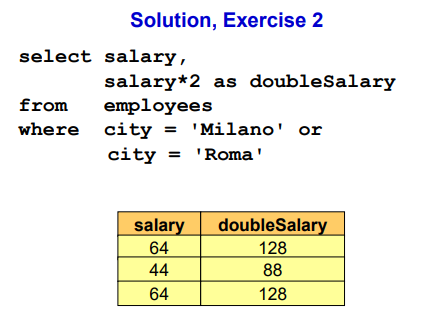 Solution, Exercise 2
select salary,
salary*2 as doubleSalary
from employees
where city = 'Milano' or
city = 'Roma'
salary doubleSalary
64 128
44 88
64 128